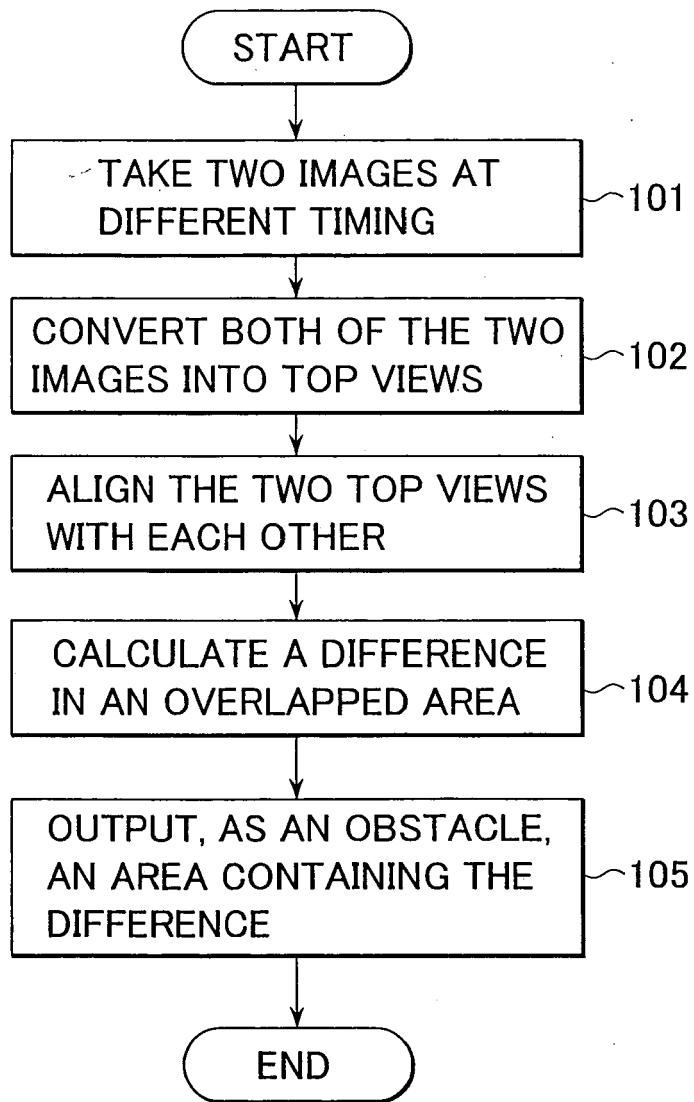 START
TAKE TWO IMAGES AT
DIFFERENT TIMING
101
CONVERT BOTH OF THE TWO
IMAGES INTO TOP VIEWS
102
ALIGN THE TWO TOP VIEWS
WITH EACH OTHER
103
CALCULATE A DIFFERENCE
IN AN OVERLAPPED AREA
104
OUTPUT, AS AN OBSTACLE,
AN AREA CONTAINING THE
DIFFERENCE
105
END